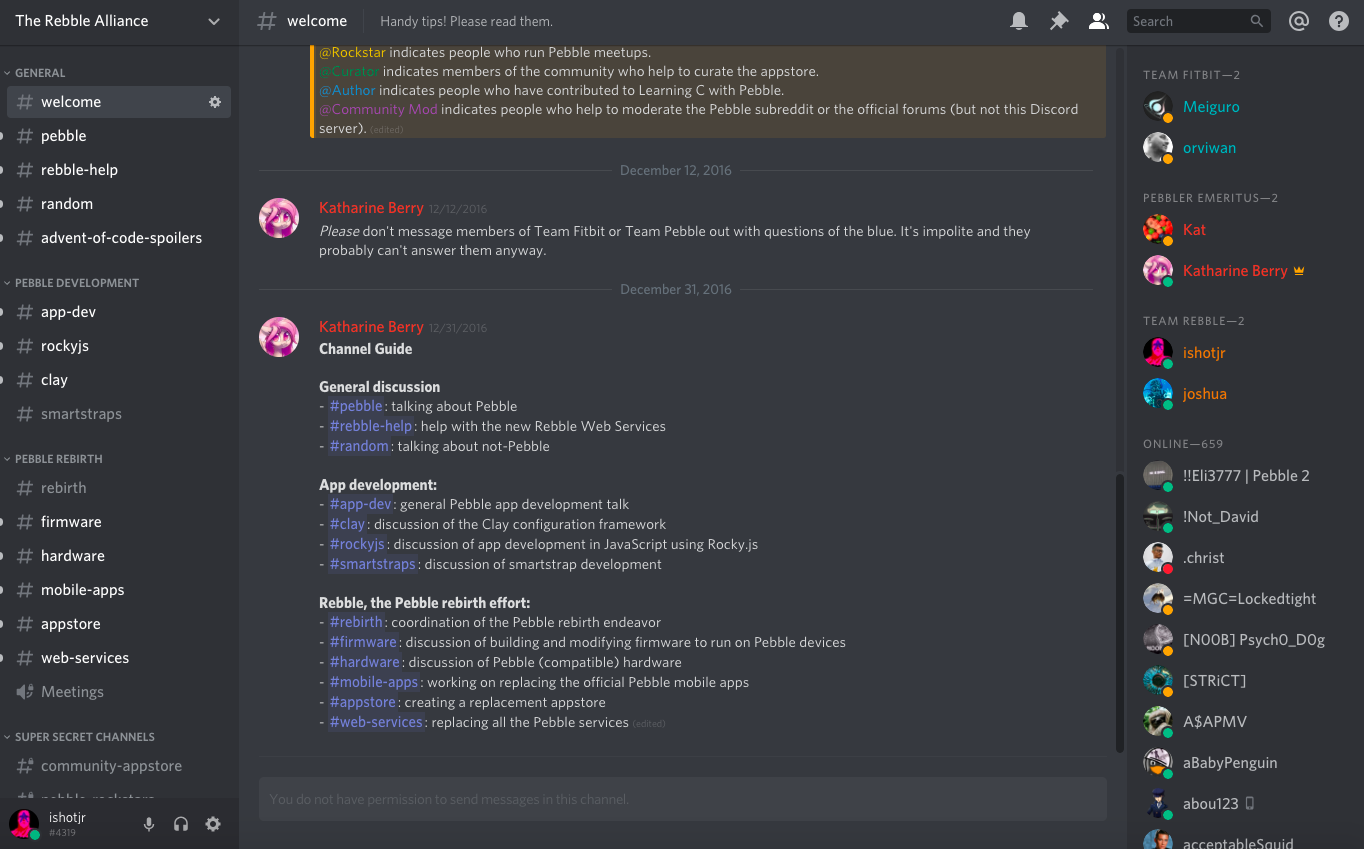 The Rebble Alliance
GENERAL
welcome
pebble
rebble-help
random
advent-of-code-spoilers
PEBBLE DEVELOPMENT
app-dev
rockyjs
clay
smartstraps
PEBBLE REBIRTH
rebirth
firmware
hardware
mobile-apps
appstore
web-services
Meetings
SUPER SECRET CHANNELS
community-appstore
pebble-rockstars
ishotjr
#4319
# welcome
Handy tips! Please read them.
Search
@Rockstar indicates people who run Pebble meetups.
@Curator indicates members of the community who help to curate the appstore.
@Author indicates people who have contributed to Learning C with Pebble.
@Community Mod indicates people who help to moderate the Pebble subreddit or the official forums (but not this Discord
server). (edited)
December 12, 2016
Katharine Berry 12/12/2016
Please don't message members of Team Fitbit or Team Pebble out with questions of the blue. It's impolite and they
probably can't answer them anyway.
December 31, 2016
Katharine Berry 12/31/2016
Channel Guide
General discussion
- #pebble: talking about Pebble
- #rebble-help: help with the new Rebble Web Services
- #random: talking about not-Pebble
App development:
- #app-dev: general Pebble app development talk
- #clay: discussion of the Clay configuration framework
- #rockyjs: discussion of app development in JavaScript using Rocky.js
- #smartstraps: discussion of smartstrap development
Rebble, the Pebble rebirth effort:
- #rebirth: coordination of the Pebble rebirth endeavor
- #firmware: discussion of building and modifying firmware to run on Pebble devices
- #hardware: discussion of Pebble (compatible) hardware
- #mobile-apps: working on replacing the official Pebble mobile apps
- #appstore: creating a replacement appstore
- #web-services: replacing all the Pebble services (edited)
You do not have permission to send messages in this channel.
TEAM FITBIT—2
Meiguro
orviwan
PEBBLER EMERITUS—2
Kat
Katharine Berry
TEAM REBBLE—2
ishotjr
joshua
ONLINE—659
!!Eli3777 | Pebble 2
!Not_David
.christ
=MGC=Lockedtight
[N00B] Psych0_D0g
[STRiCT]
A$APMV
aBabyPenguin
abou123
acceptableSquid